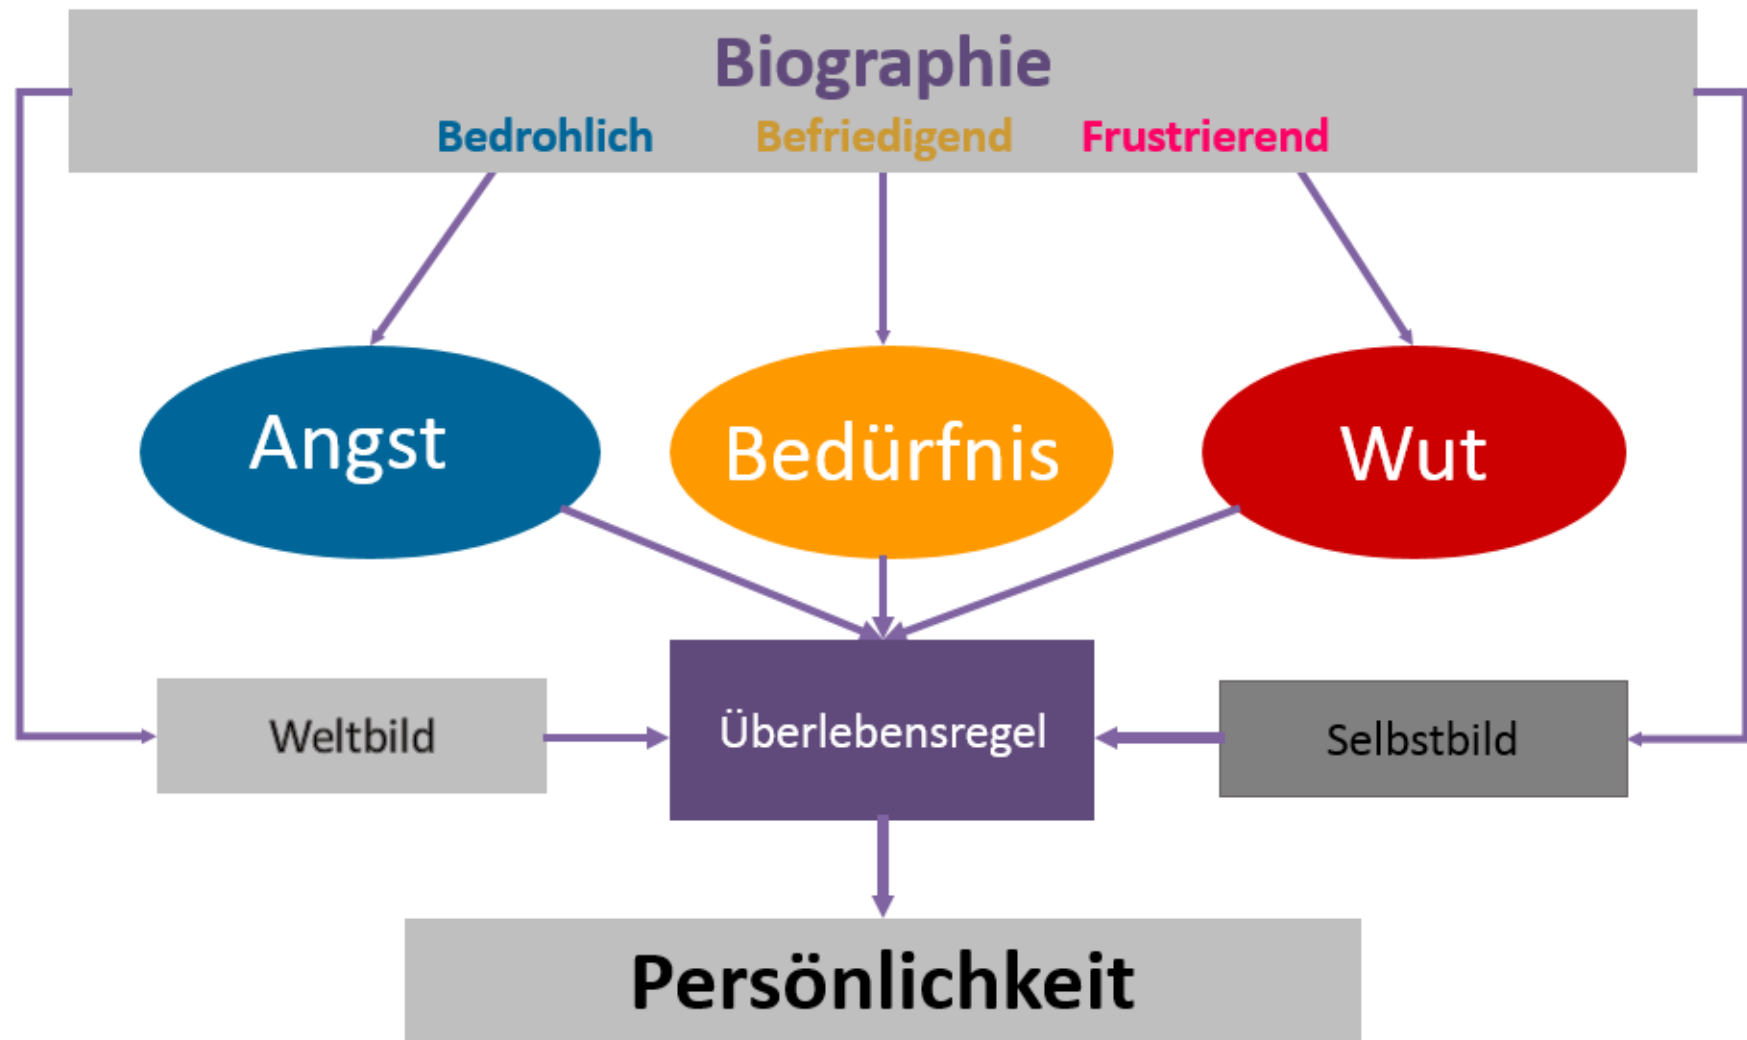 Biographie
Bedrohlich Befriedigend Frustrierend
Angst
Bedürfnis
Wut
Weltbild
Überlebensregel
Selbstbild
Persönlichkeit